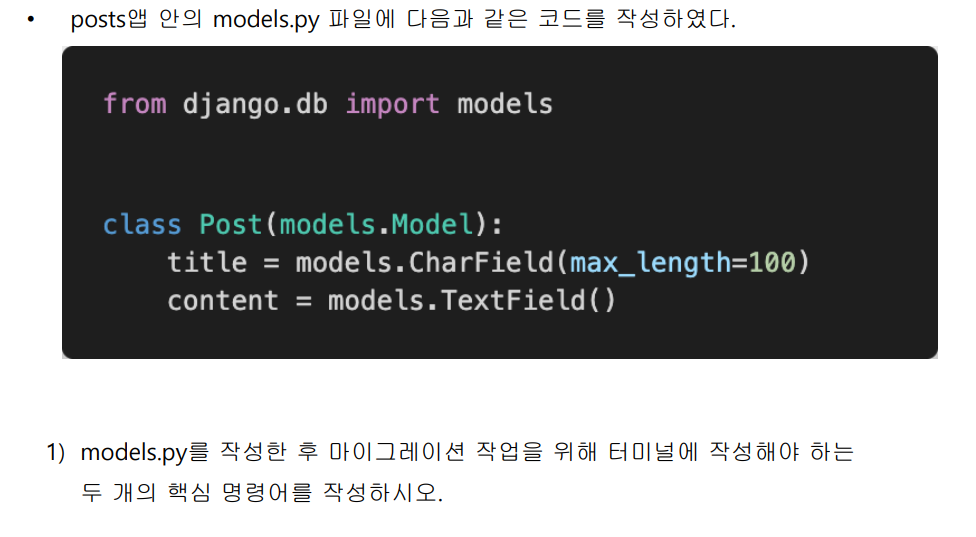 • posts앱 안의 models.py 파일에 다음과 같은 코드를 작성하였다.
from django.db import models
class Post(models.Model):
    title = models.CharField(max_length=100)
    content = models.TextField()
1) models.py를 작성한 후 마이그레이션 작업을 위해 터미널에 작성해야 하는
두 개의 핵심 명령어를 작성하시오.